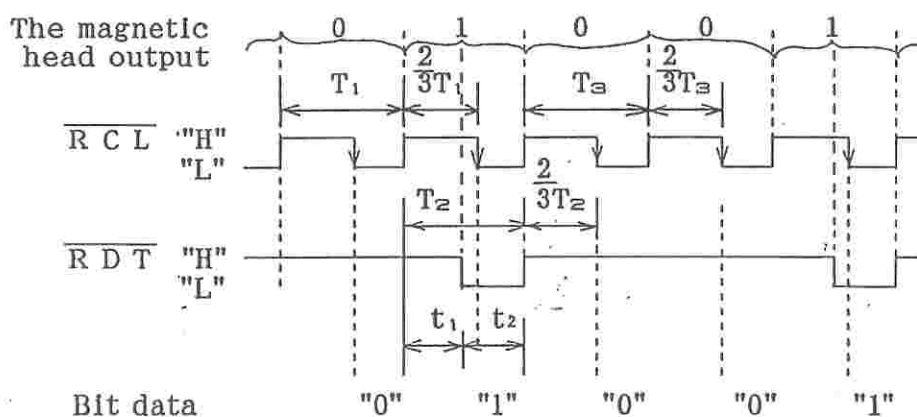 The magnetic head output 0 1 0 0 1
T₁ 2/3T₁ T₃ 2/3T₃
RCL "H"
"L"
T₂ 2/3T₂
RDT "H"
"L"
t₁ t₂
Bit data "0" "1" "0" "0" "1"